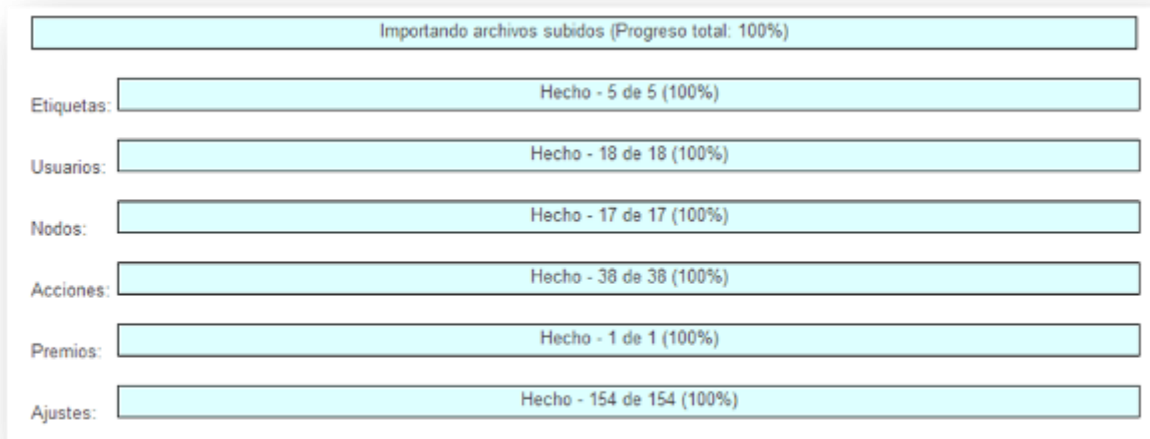 Importando archivos subidos (Progreso total: 100%)
Etiquetas: Hecho - 5 de 5 (100%)
Usuarios: Hecho - 18 de 18 (100%)
Nodos: Hecho - 17 de 17 (100%)
Acciones: Hecho - 38 de 38 (100%)
Premios: Hecho - 1 de 1 (100%)
Ajustes: Hecho - 154 de 154 (100%)